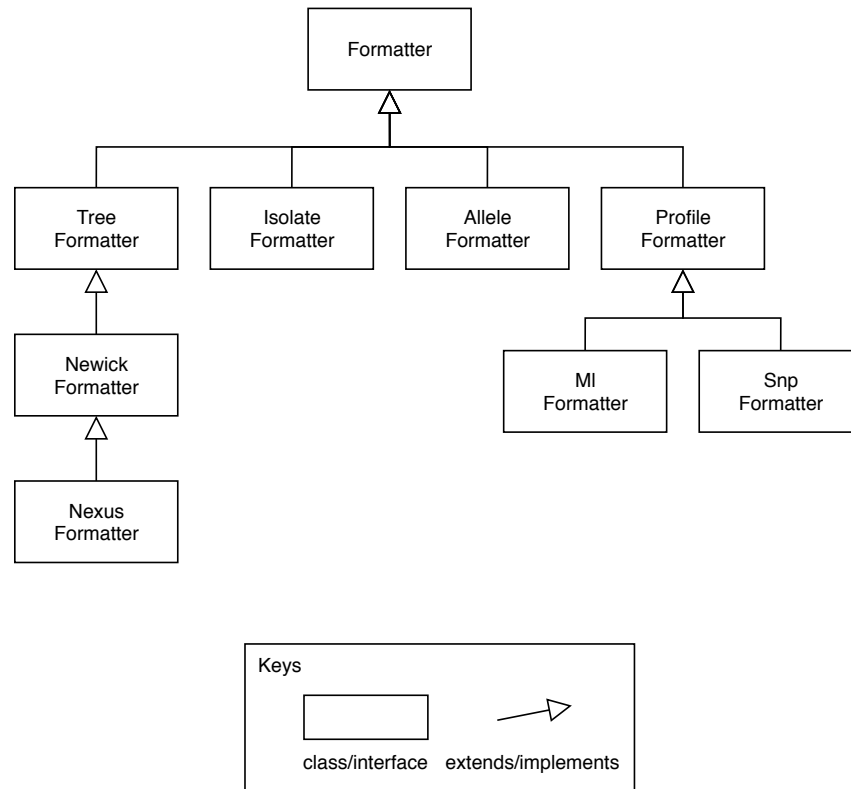 Formatter
Tree
Formatter
Isolate
Formatter
Allele
Formatter
Profile
Formatter
Newick
Formatter
Ml
Formatter
Snp
Formatter
Nexus
Formatter
Keys
class/interface
extends/implements